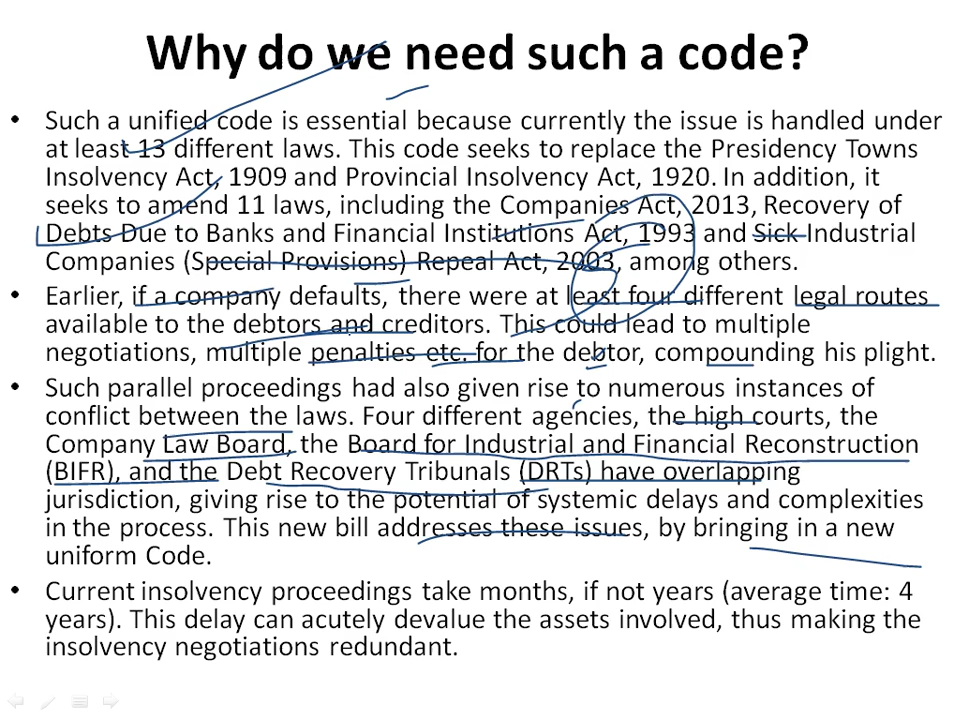 Why do we need such a code?
• Such a unified code is essential because currently the issue is handled under
at least 13 different laws. This code seeks to replace the Presidency Towns
Insolvency Act, 1909 and Provincial Insolvency Act, 1920. In addition, it
seeks to amend 11 laws, including the Companies Act, 2013, Recovery of
Debts Due to Banks and Financial Institutions Act, 1993 and Sick Industrial
Companies (Special Provisions) Repeal Act, 2003, among others.
• Earlier, if a company defaults, there were at least four different legal routes
available to the debtors and creditors. This could lead to multiple
negotiations, multiple penalties etc. for the debtor, compounding his plight.
• Such parallel proceedings had also given rise to numerous instances of
conflict between the laws. Four different agencies, the high courts, the
Company Law Board, the Board for Industrial and Financial Reconstruction
(BIFR), and the Debt Recovery Tribunals (DRTs) have overlapping
jurisdiction, giving rise to the potential of systemic delays and complexities
in the process. This new bill addresses these issues, by bringing in a new
uniform Code.
• Current insolvency proceedings take months, if not years (average time: 4
years). This delay can acutely devalue the assets involved, thus making the
insolvency negotiations redundant.